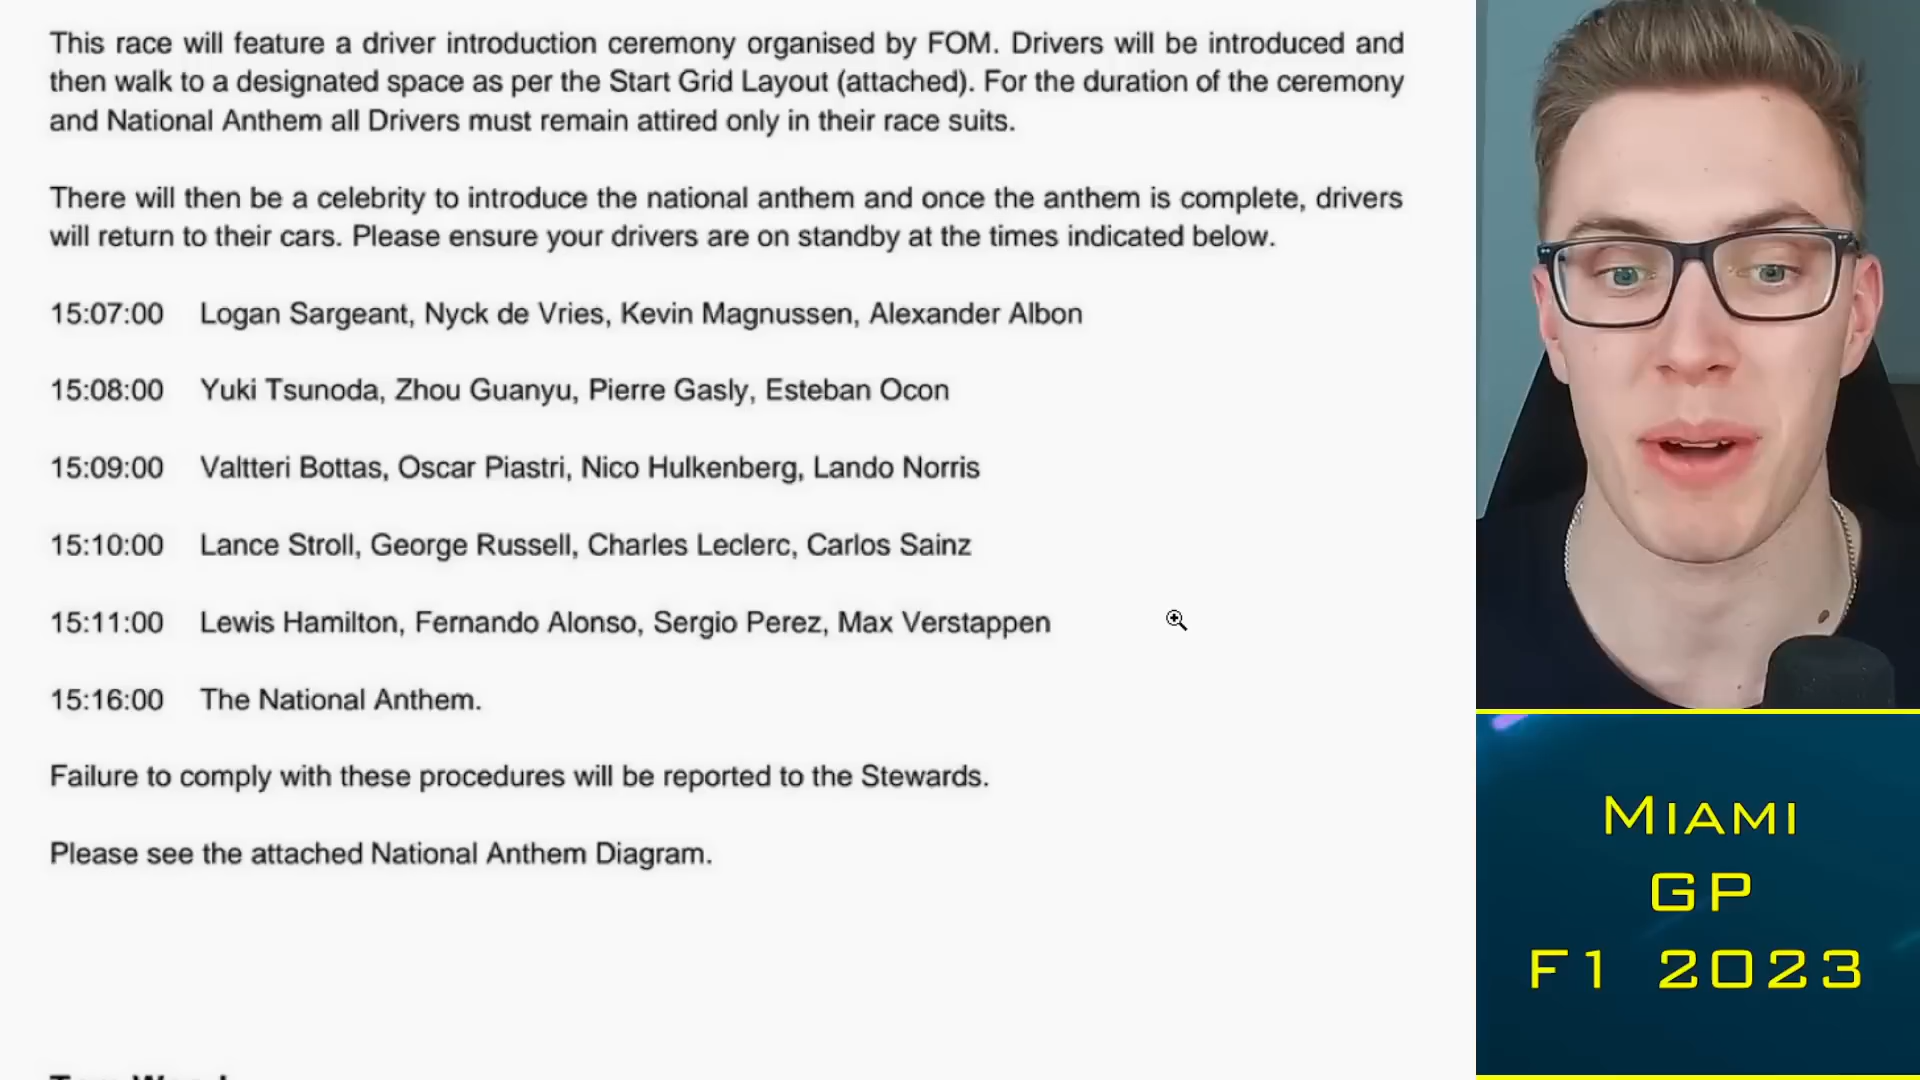 This race will feature a driver introduction ceremony organised by FOM. Drivers will be introduced and
then walk to a designated space as per the Start Grid Layout (attached). For the duration of the ceremony
and National Anthem all Drivers must remain attired only in their race suits.
There will then be a celebrity to introduce the national anthem and once the anthem is complete, drivers
will return to their cars. Please ensure your drivers are on standby at the times indicated below.
15:07:00 Logan Sargeant, Nyck de Vries, Kevin Magnussen, Alexander Albon
15:08:00 Yuki Tsunoda, Zhou Guanyu, Pierre Gasly, Esteban Ocon
15:09:00 Valtteri Bottas, Oscar Piastri, Nico Hulkenberg, Lando Norris
15:10:00 Lance Stroll, George Russell, Charles Leclerc, Carlos Sainz
15:11:00 Lewis Hamilton, Fernando Alonso, Sergio Perez, Max Verstappen
15:16:00 The National Anthem.
Failure to comply with these procedures will be reported to the Stewards.
Please see the attached National Anthem Diagram.
MIAMI
GP
F1 2023